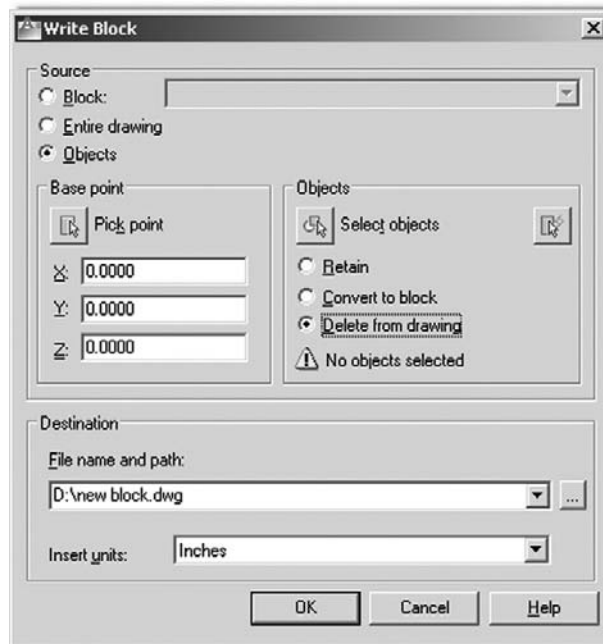 Write Block
Source
Block:
Entire drawing
Objects
Base point
Pick point
X: 0.0000
Y: 0.0000
Z: 0.0000
Objects
Select objects
Retain
Convert to block
Delete from drawing
No objects selected
Destination
File name and path:
D:\new block.dwg
...
Insert units: Inches
OK Cancel Help